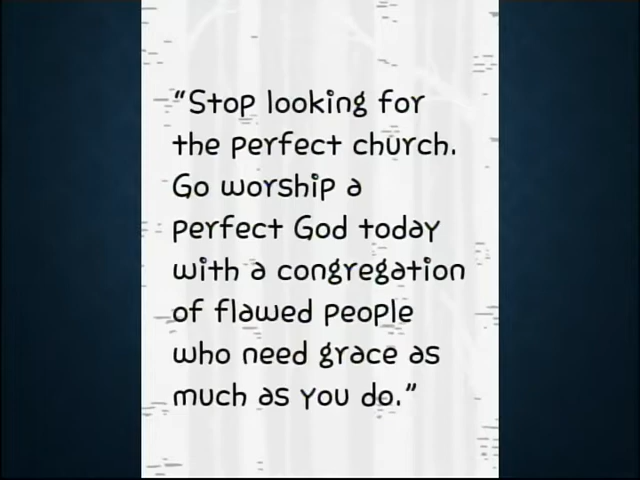 “Stop looking for
the perfect church.
Go worship a
perfect God today
with a congregation
of flawed people
who need grace as
much as you do.”